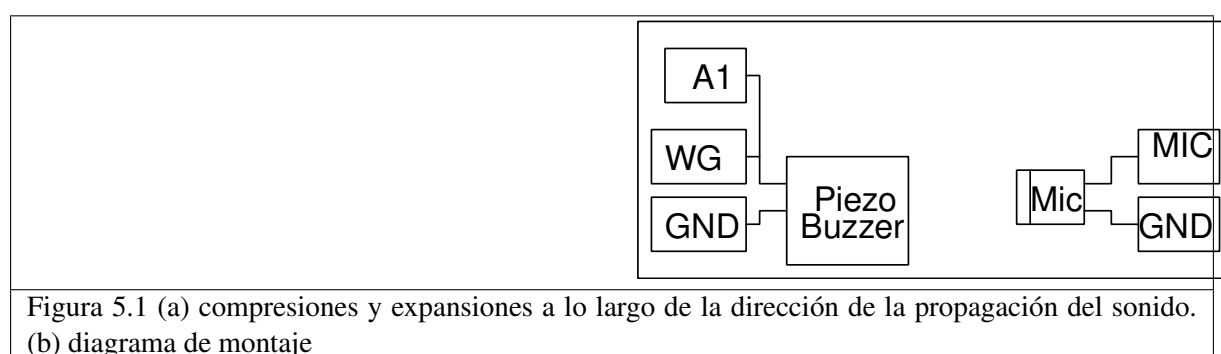 A1
WG
GND
Piezo
Buzzer
Mic
MIC
GND
Figura 5.1 (a) compresiones y expansiones a lo largo de la dirección de la propagación del sonido.
(b) diagrama de montaje